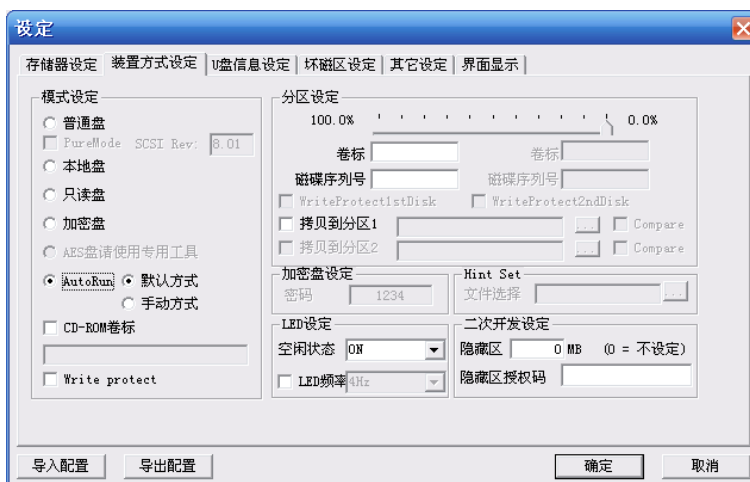 设定
存储器设定 装置方式设定 U盘信息设定 坏磁区设定 其它设定 界面显示
模式设定
普通盘
PureMode SCSI Rev: 8.01
本地盘
只读盘
加密盘
AES盘请使用专用工具
AutoRun 默认方式
手动方式
CD-ROM卷标
Write protect
分区设定
100.0% 0.0%
卷标 卷标
磁碟序列号 磁碟序列号
WriteProtect1stDisk WriteProtect2ndDisk
拷贝到分区1 ... Compare
拷贝到分区2 ... Compare
加密盘设定
密码 1234
Hint Set
文件选择 ...
LED设定
空闲状态 ON
LED频率 4Hz
二次开发设定
隐藏区 0 MB (0 = 不设定)
隐藏区授权码
导入配置 导出配置 确定 取消